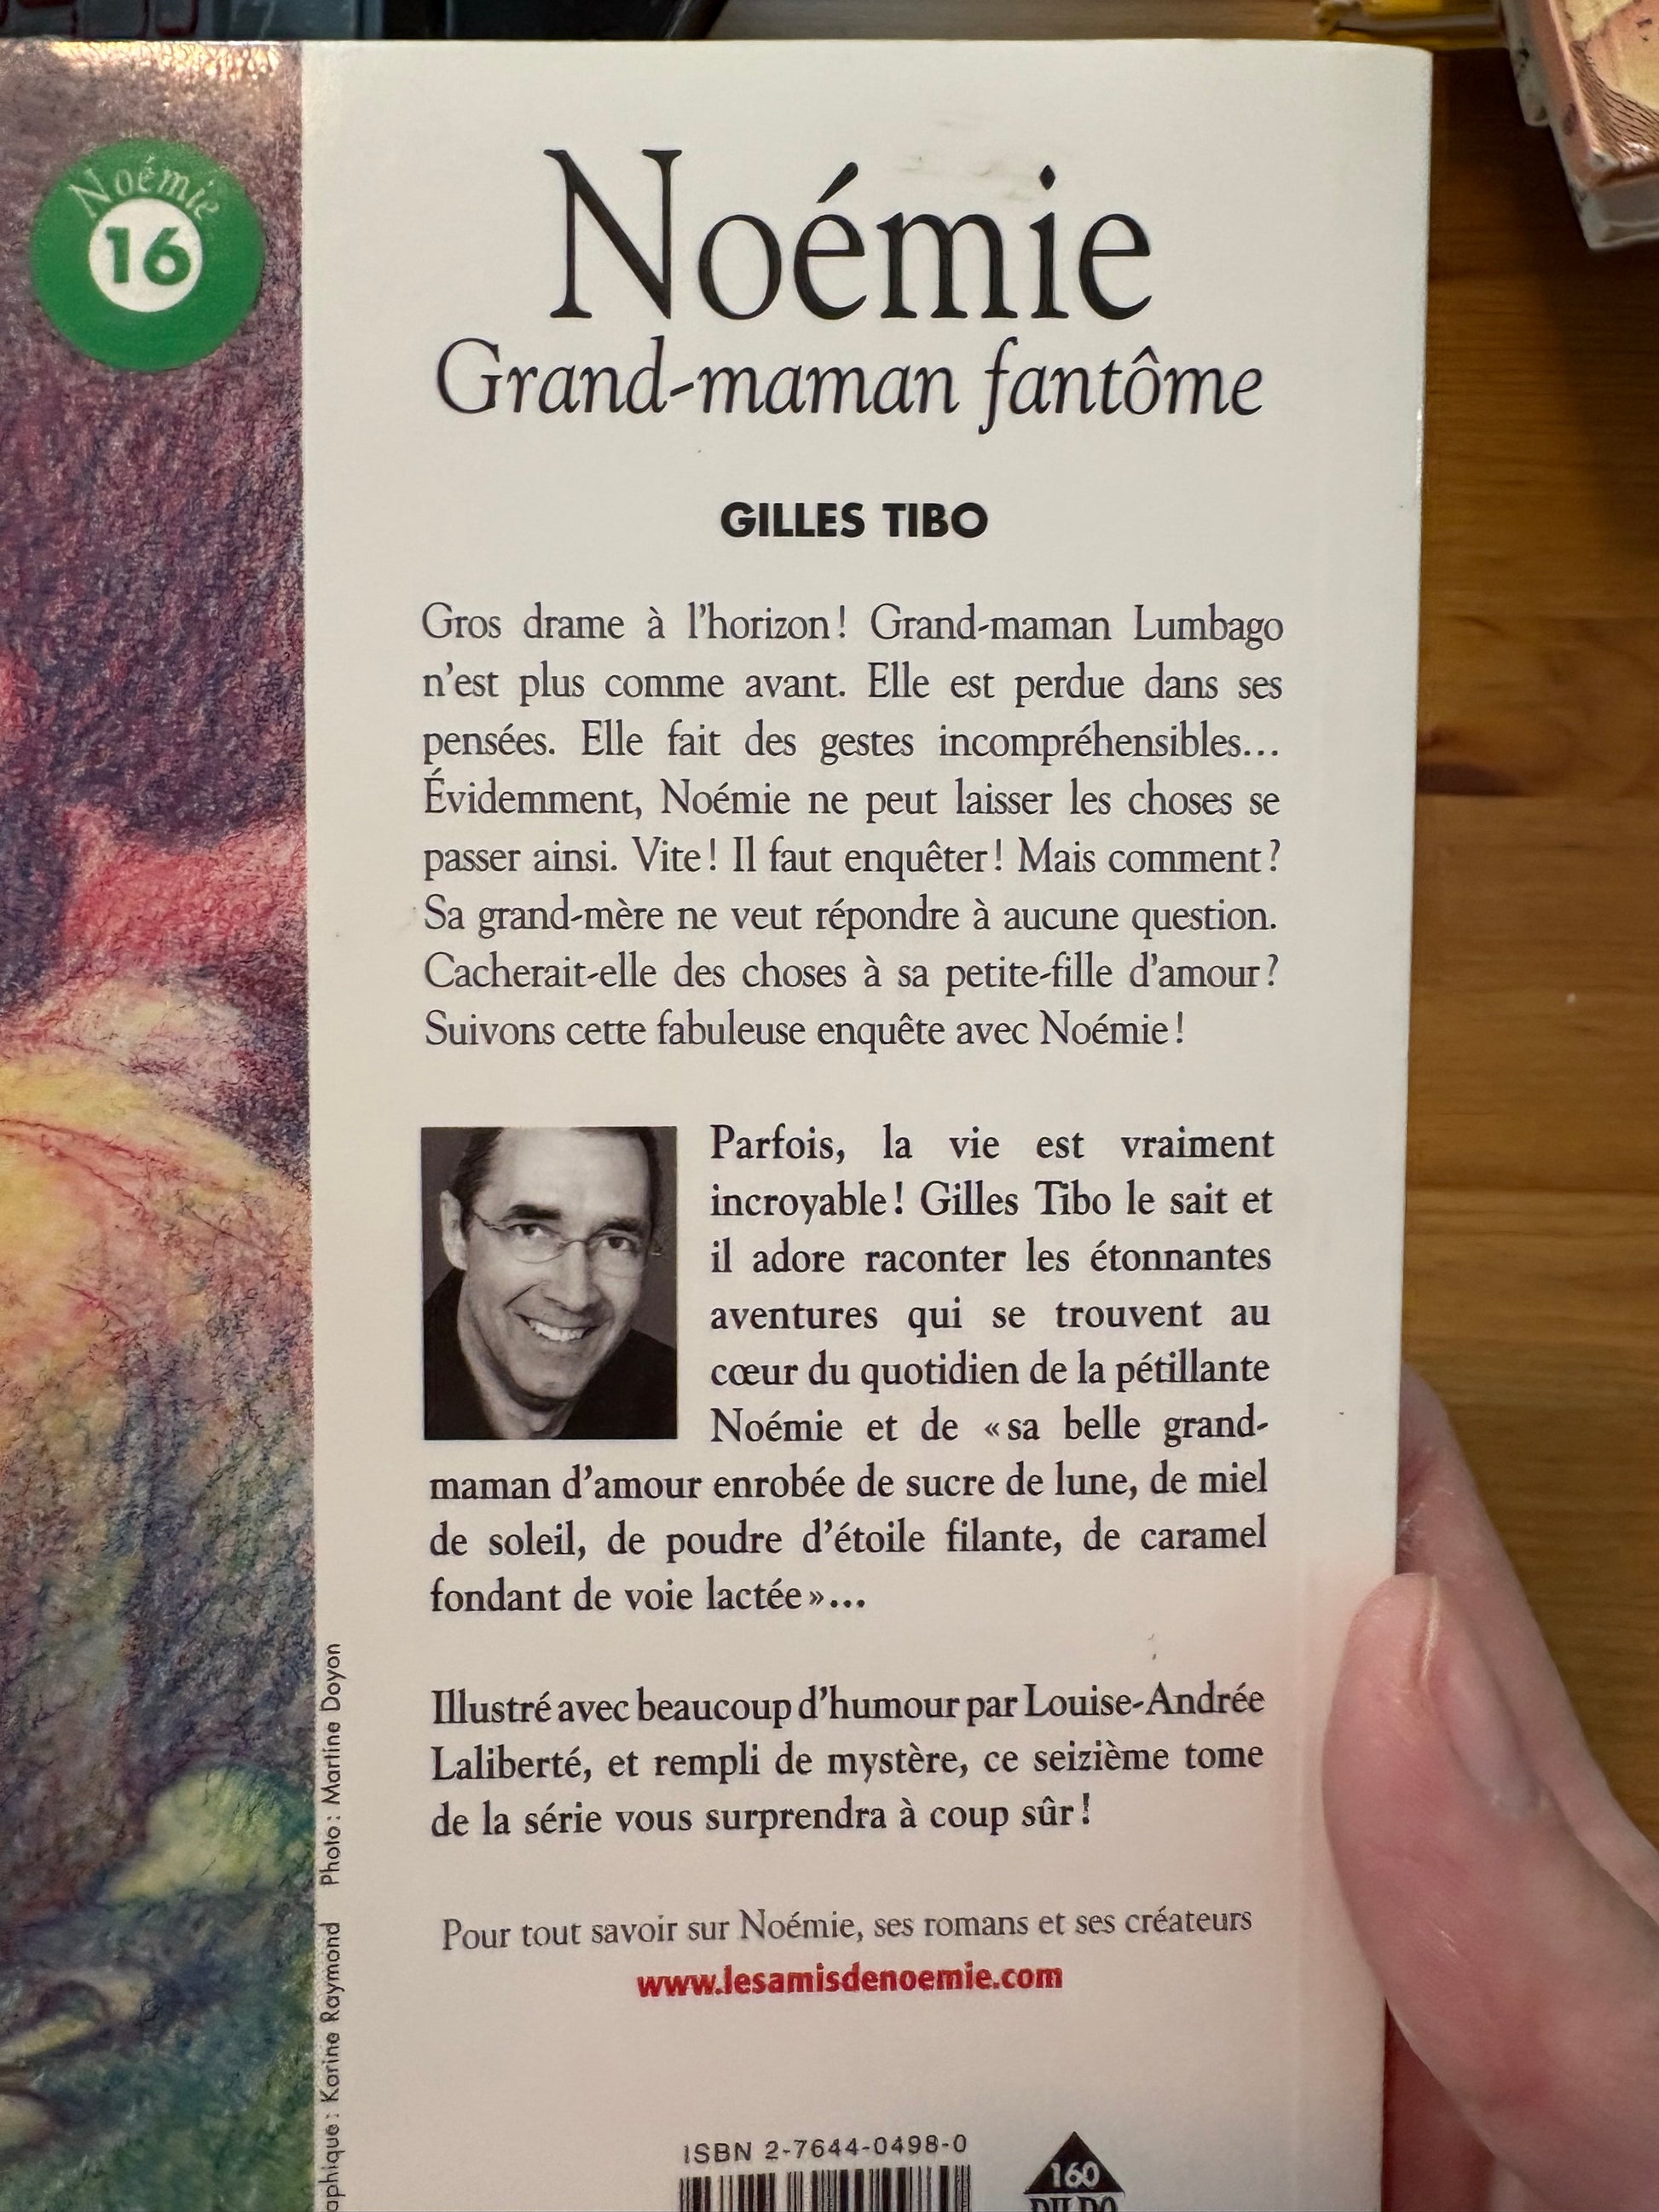 Noémie
16
Noémie
Grand-maman fantôme
GILLES TIBO
Gros drame à l'horizon ! Grand-maman Lumbago
n'est plus comme avant. Elle est perdue dans ses
pensées. Elle fait des gestes incompréhensibles…
Évidemment, Noémie ne peut laisser les choses se
passer ainsi. Vite ! Il faut enquêter ! Mais comment ?
Sa grand-mère ne veut répondre à aucune question.
Cacherait-elle des choses à sa petite-fille d'amour ?
Suivons cette fabuleuse enquête avec Noémie !
Parfois, la vie est vraiment
incroyable ! Gilles Tibo le sait et
il adore raconter les étonnantes
aventures qui se trouvent au
cœur du quotidien de la pétillante
Noémie et de « sa belle grand-
maman d'amour enrobée de sucre de lune, de miel
de soleil, de poudre d'étoile filante, de caramel
fondant de voie lactée »…
Illustré avec beaucoup d'humour par Louise-Andrée
Laliberté, et rempli de mystère, ce seizième tome
de la série vous surprendra à coup sûr !
Pour tout savoir sur Noémie, ses romans et ses créateurs
www.lesamisdenoemie.com
aphique : Karine Raymond Photo : Martine Doyon
ISBN 2-7644-0498-0
160